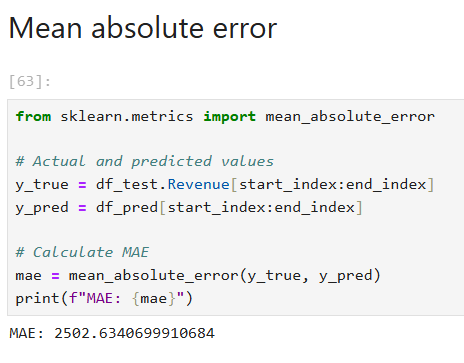 Mean absolute error
[63]:
from sklearn.metrics import mean_absolute_error
# Actual and predicted values
y_true = df_test.Revenue[start_index:end_index]
y_pred = df_pred[start_index:end_index]
# Calculate MAE
mae = mean_absolute_error(y_true, y_pred)
print(f"MAE: {mae}")
MAE: 2502.6340699910684